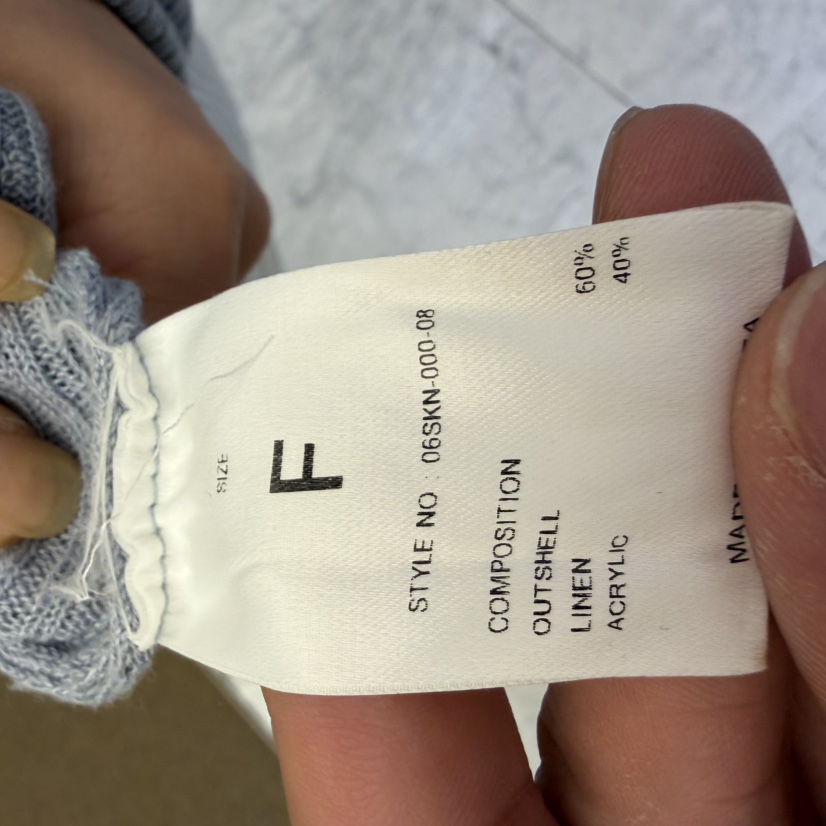 SIZE
F
STYLE NO : 06SKN-000-08
COMPOSITION
OUTSHELL
LINEN 60%
ACRYLIC 40%